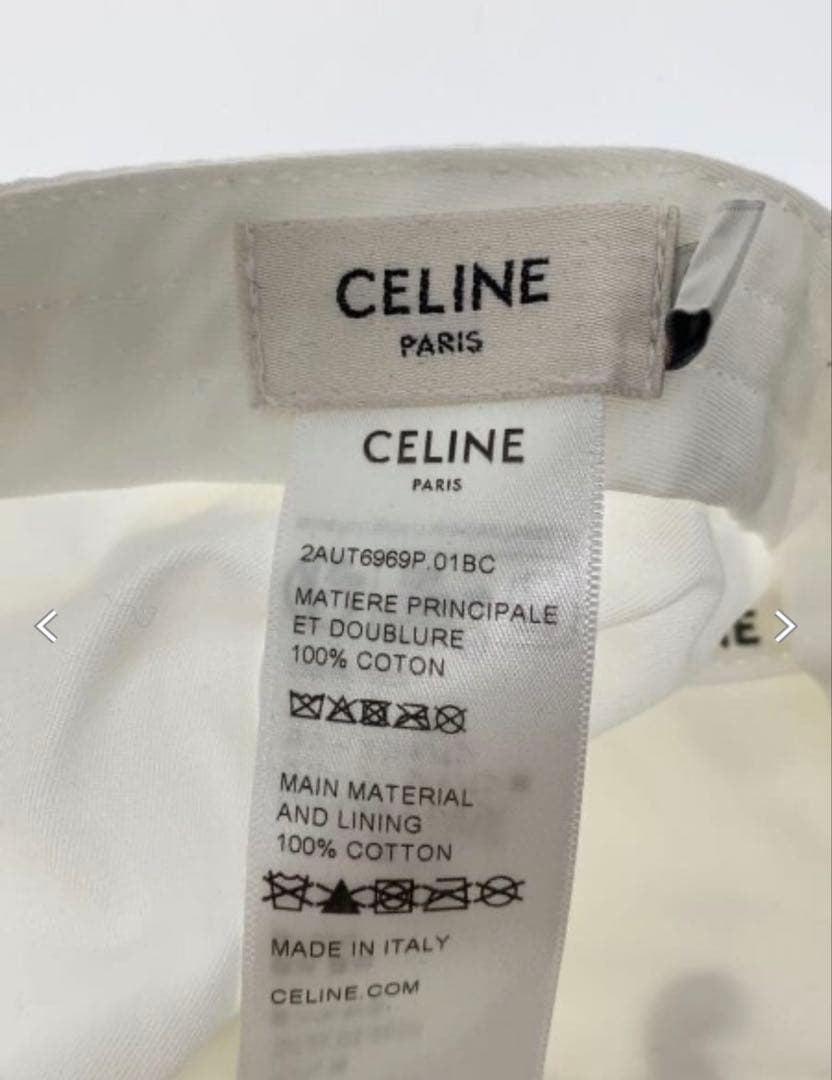 CELINE
PARIS
CELINE
PARIS
2AUT6969P.01BC
MATIERE PRINCIPALE
ET DOUBLURE
100% COTON
MAIN MATERIAL
AND LINING
100% COTTON
MADE IN ITALY
CELINE.COM